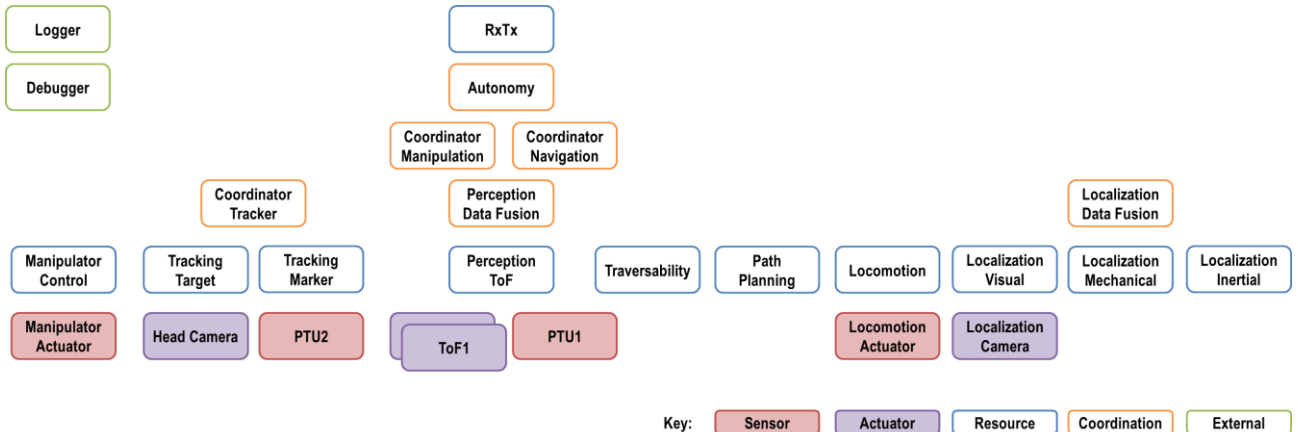 Logger
RxTx
Debugger
Autonomy
Coordinator
Manipulation
Coordinator
Navigation
Coordinator
Tracker
Perception
Data Fusion
Localization
Data Fusion
Manipulator
Control
Tracking
Target
Tracking
Marker
Perception
ToF
Traversability
Path
Planning
Locomotion
Localization
Visual
Localization
Mechanical
Localization
Inertial
Manipulator
Actuator
Head Camera
PTU2
ToF1
PTU1
Locomotion
Actuator
Localization
Camera
Key:
Sensor
Actuator
Resource
Coordination
External